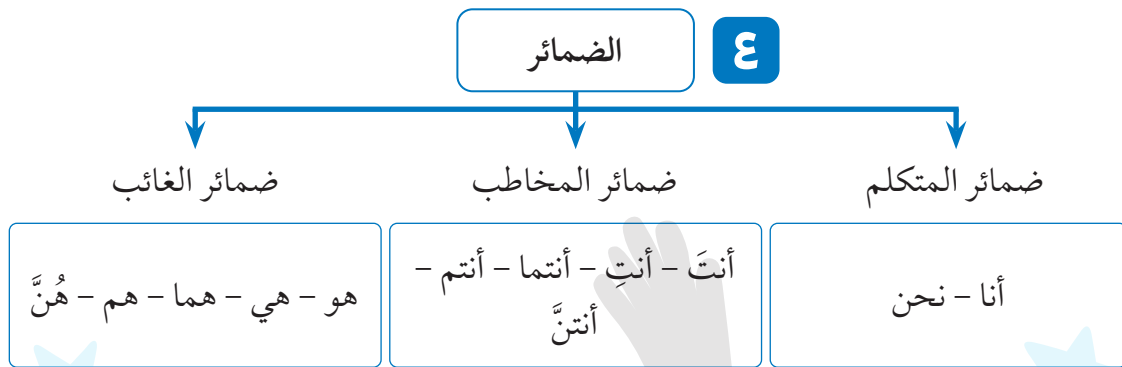 ٤
الضمائر
ضمائر المتكلم
ضمائر المخاطب
ضمائر الغائب
أنا – نحن
أنتَ – أنتِ – أنتما – أنتم –
أنتنَّ
هو – هي – هما – هم – هُنَّ